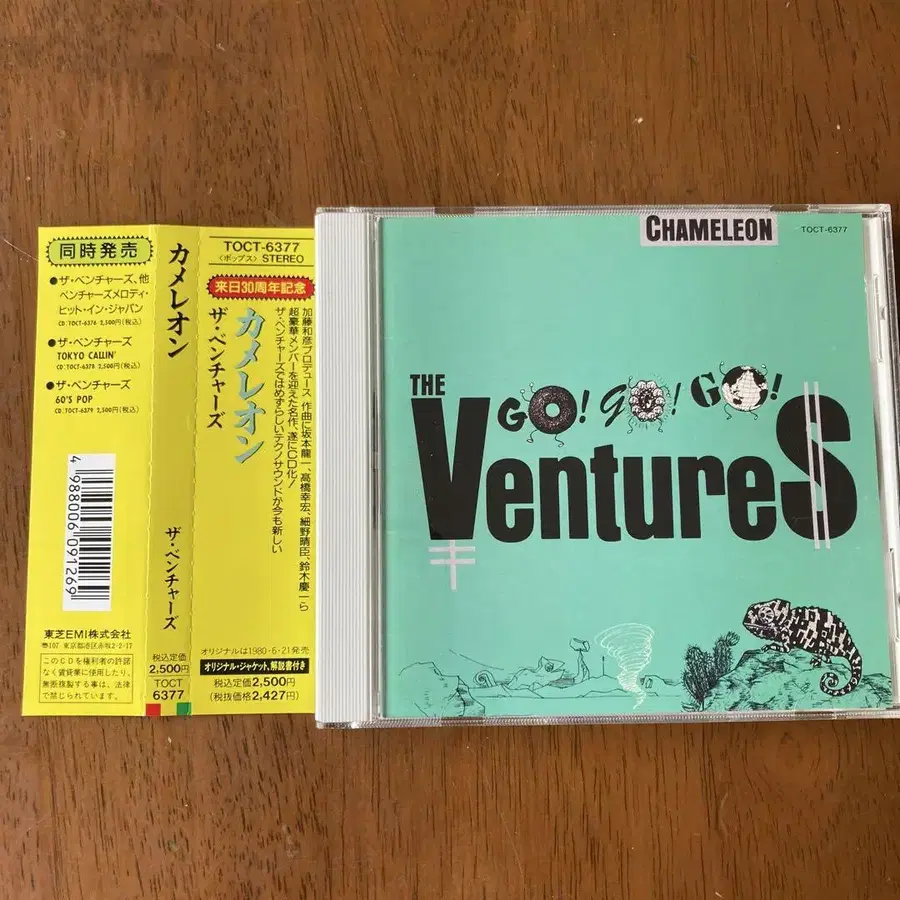 同時発売
●ザ・ベンチャーズ、他
ベンチャーズメロディ・
ヒット・イン・ジャパン
CD:TOCT-6376 2,500円(税込)
●ザ・ベンチャーズ
TOKYO CALLIN'
CD:TOCT-6378 2,500円(税込)
●ザ・ベンチャーズ
60'S POP
CD:TOCT-6379 2,500円(税込)
4988006091269
東芝EMI株式会社
〠107 東京都港区赤坂2-2-17
このCDを権利者の許諾
なく賃貸業に使用したり、
無断複製する事は、法律
で禁じられています。
カメレオン
ザ・ベンチャーズ
税込定価
2,500円
TOCT
6377
TOCT-6377
〈ポップス〉 STEREO
来日30周年記念
加藤和彦プロデュース 作曲に坂本龍一、高橋幸宏、細野晴臣、鈴木慶一ら
超豪華メンバーを迎えた名作、遂にCD化!
ザ・ベンチャーズではめずらしいテクノサウンドが今も新しい
カメレオン
ザ・ベンチャーズ
オリジナルは1980・6・21発売
オリジナル・ジャケット、解説書付き
税込定価2,500円
(税抜価格2,427円)
CHAMELEON
TOCT-6377
THE
GO! GO! GO!
VentureS